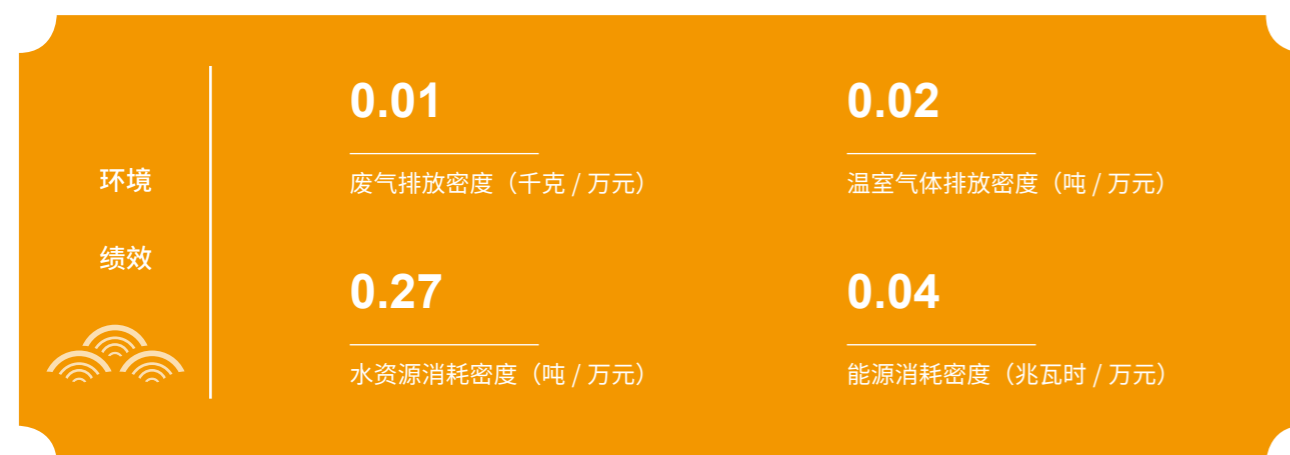 环境
绩效
0.01
废气排放密度（千克 / 万元）
0.02
温室气体排放密度（吨 / 万元）
0.27
水资源消耗密度（吨 / 万元）
0.04
能源消耗密度（兆瓦时 / 万元）